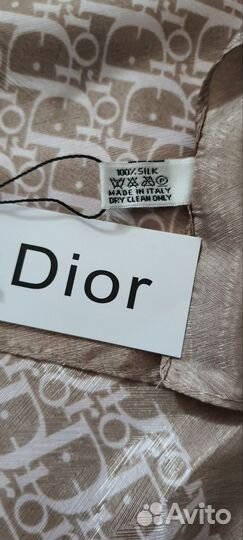 100% SILK
MADE IN ITALY
DRY CLEAN ONLY
Dior
Avito